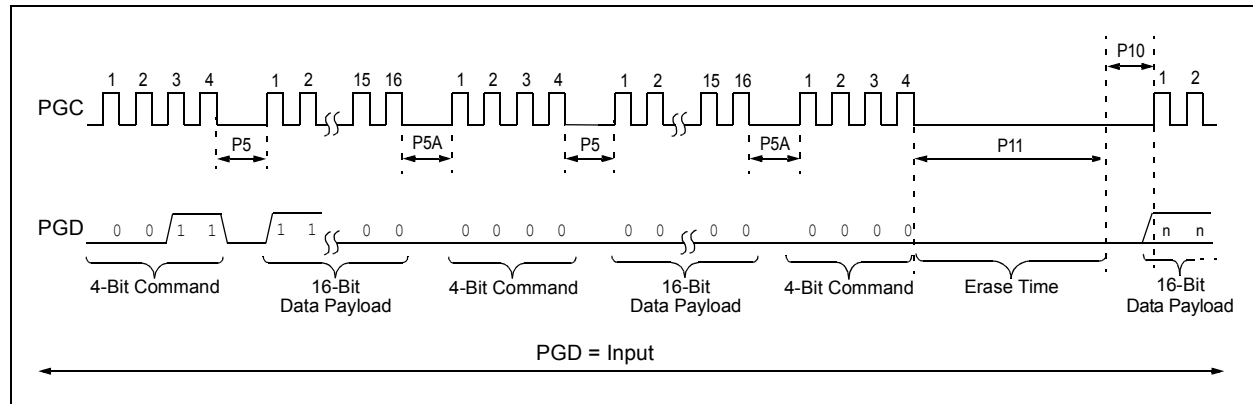 P10
1 2 3 4 1 2 15 16 1 2 3 4 1 2 15 16 1 2 3 4 1 2
PGC
P5 P5A P5 P5A P11
PGD 0 0 1 1 1 1 0 0 0 0 0 0 0 0 0 0 0 0 0 0 n n
4-Bit Command 16-Bit 4-Bit Command 16-Bit 4-Bit Command Erase Time 16-Bit
Data Payload Data Payload Data Payload
PGD = Input